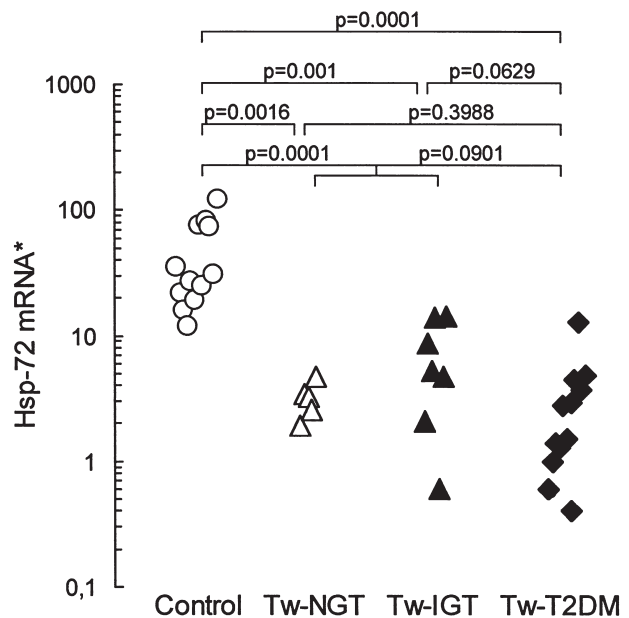 p=0.0001
p=0.001 p=0.0629
1000
p=0.0016 p=0.3988
p=0.0001 p=0.0901
100
10
1
0,1
Hsp-72 mRNA*
Control Tw-NGT Tw-IGT Tw-T2DM